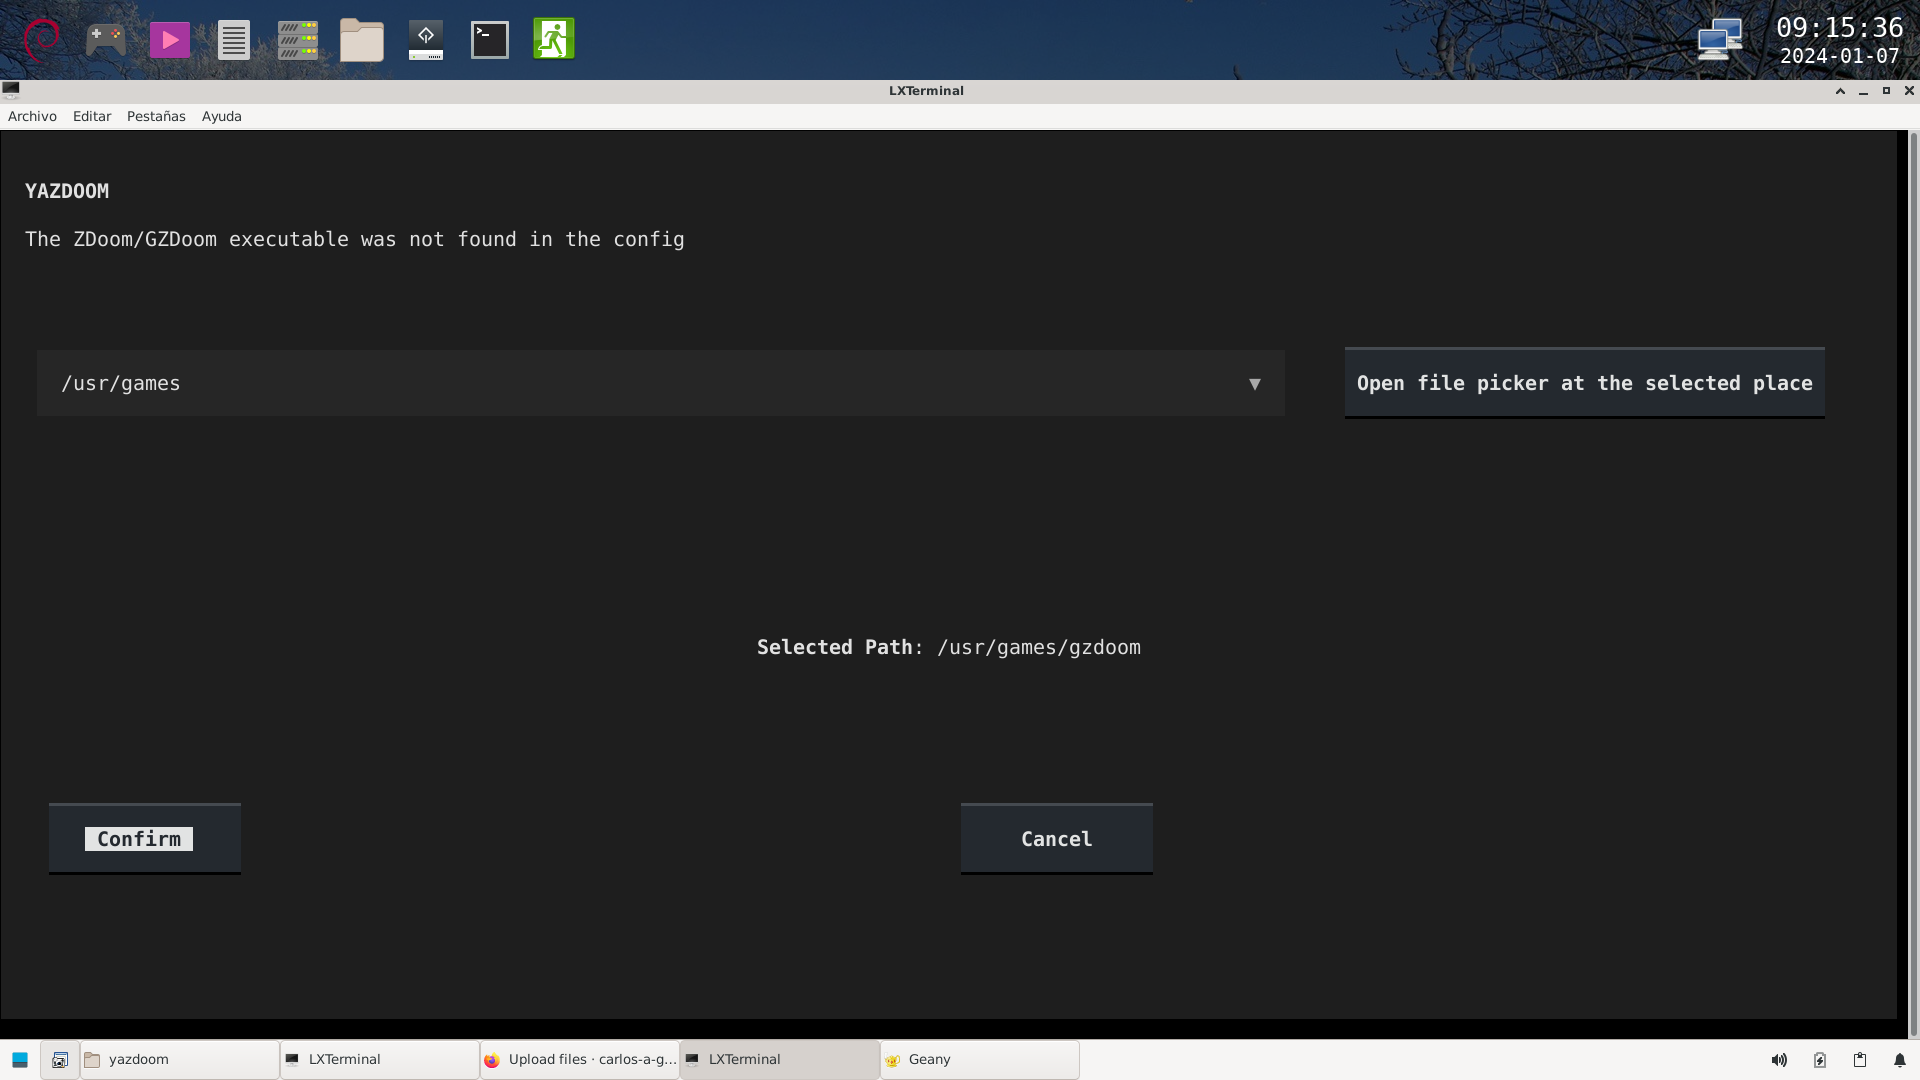 09:15:36
2024-01-07
LXTerminal
Archivo Editar Pestañas Ayuda
YAZDOOM
The ZDoom/GZDoom executable was not found in the config
/usr/games ▼ Open file picker at the selected place
Selected Path: /usr/games/gzdoom
Confirm Cancel
yazdoom LXTerminal Upload files · carlos-a-g... LXTerminal Geany